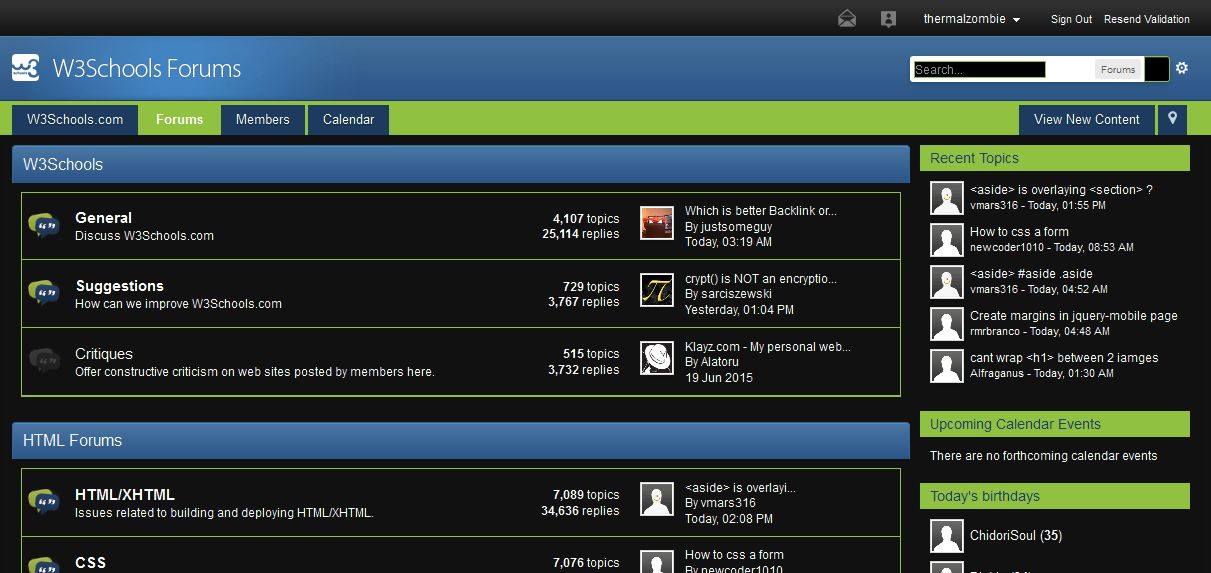 thermalzombie
Sign Out
Resend Validation
W3Schools Forums
Search...
Forums
W3Schools.com
Forums
Members
Calendar
View New Content
W3Schools
General
Discuss W3Schools.com
4,107 topics
25,114 replies
Which is better Backlink or...
By justsomeguy
Today, 03:19 AM
Suggestions
How can we improve W3Schools.com
729 topics
3,767 replies
crypt() is NOT an encryptio...
By sarciszewski
Yesterday, 01:04 PM
Critiques
Offer constructive criticism on web sites posted by members here.
515 topics
3,732 replies
Klayz.com - My personal web...
By Alatoru
19 Jun 2015
HTML Forums
HTML/XHTML
Issues related to building and deploying HTML/XHTML.
7,089 topics
34,636 replies
<aside> is overlayi...
By vmars316
Today, 02:08 PM
CSS
7,076 topics
How to css a form
By newcoder1010
Recent Topics
<aside> is overlaying <section> ?
vmars316 - Today, 01:55 PM
How to css a form
newcoder1010 - Today, 08:53 AM
<aside> #aside .aside
vmars316 - Today, 04:52 AM
Create margins in jquery-mobile page
rmrbranco - Today, 04:48 AM
cant wrap <h1> between 2 iamges
Alfraganus - Today, 01:30 AM
Upcoming Calendar Events
There are no forthcoming calendar events
Today's birthdays
ChidoriSoul (35)